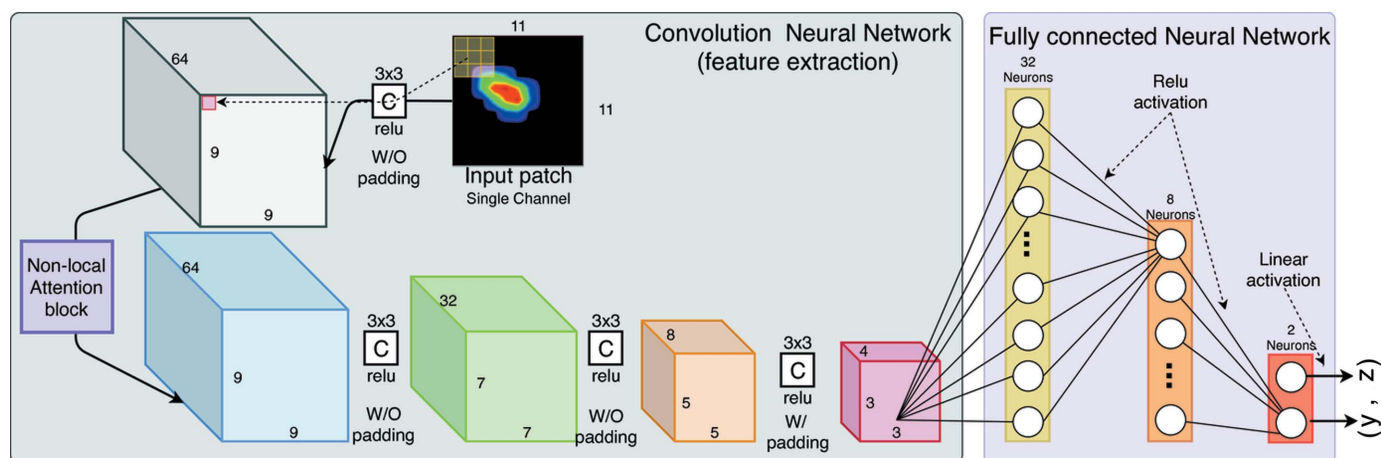 Convolution Neural Network
(feature extraction)
64
9
9
3x3
C
relu
W/O
padding
11
11
Input patch
Single Channel
Non-local
Attention
block
64
9
9
3x3
C
relu
W/O
padding
32
7
7
3x3
C
relu
W/O
padding
8
5
5
3x3
C
relu
W/
padding
4
3
3
Fully connected Neural Network
32
Neurons
Relu
activation
8
Neurons
Linear
activation
2
Neurons
(y , z)